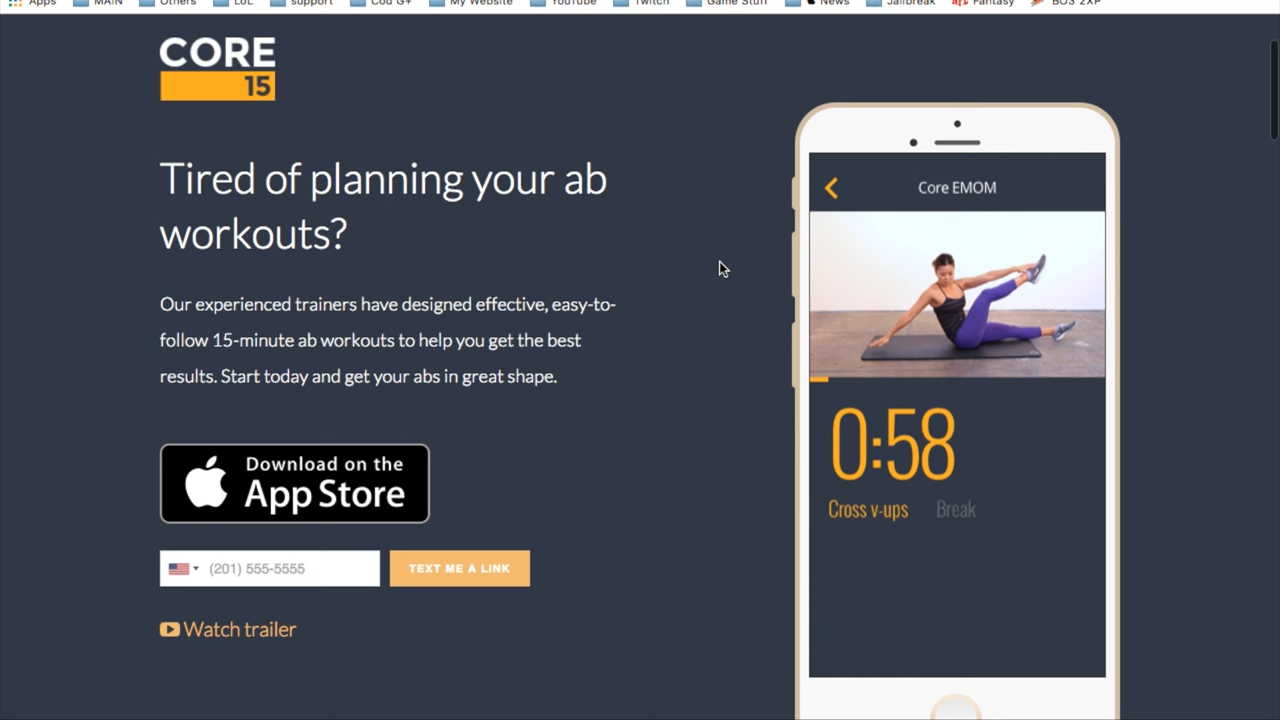 Apps MAIN Others LoL support Cod G+ My Website YouTube Twitch Game Stuff News Jailbreak Fantasy BO3 2XP
CORE
15
Tired of planning your ab
workouts?
Our experienced trainers have designed effective, easy-to-
follow 15-minute ab workouts to help you get the best
results. Start today and get your abs in great shape.
Download on the
App Store
(201) 555-5555
TEXT ME A LINK
Watch trailer
Core EMOM
0:58
Cross v-ups Break